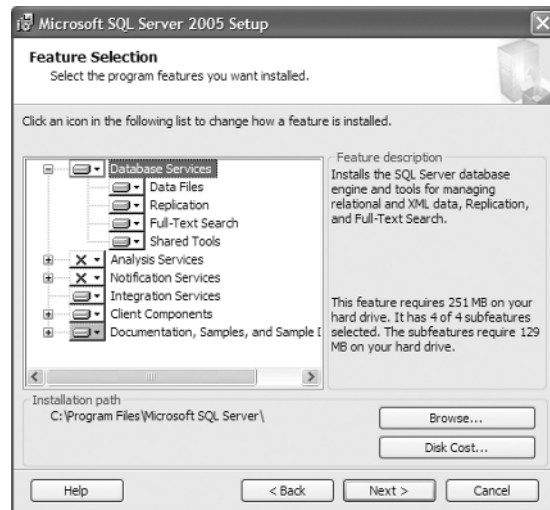 Microsoft SQL Server 2005 Setup
Feature Selection
Select the program features you want installed.
Click an icon in the following list to change how a feature is installed.
Database Services
Data Files
Replication
Full-Text Search
Shared Tools
Analysis Services
Notification Services
Integration Services
Client Components
Documentation, Samples, and Sample
Feature description
Installs the SQL Server database
engine and tools for managing
relational and XML data, Replication,
and Full-Text Search.
This feature requires 251 MB on your
hard drive. It has 4 of 4 subfeatures
selected. The subfeatures require 129
MB on your hard drive.
Installation path
C:\Program Files\Microsoft SQL Server\
Browse...
Disk Cost...
Help
< Back
Next >
Cancel